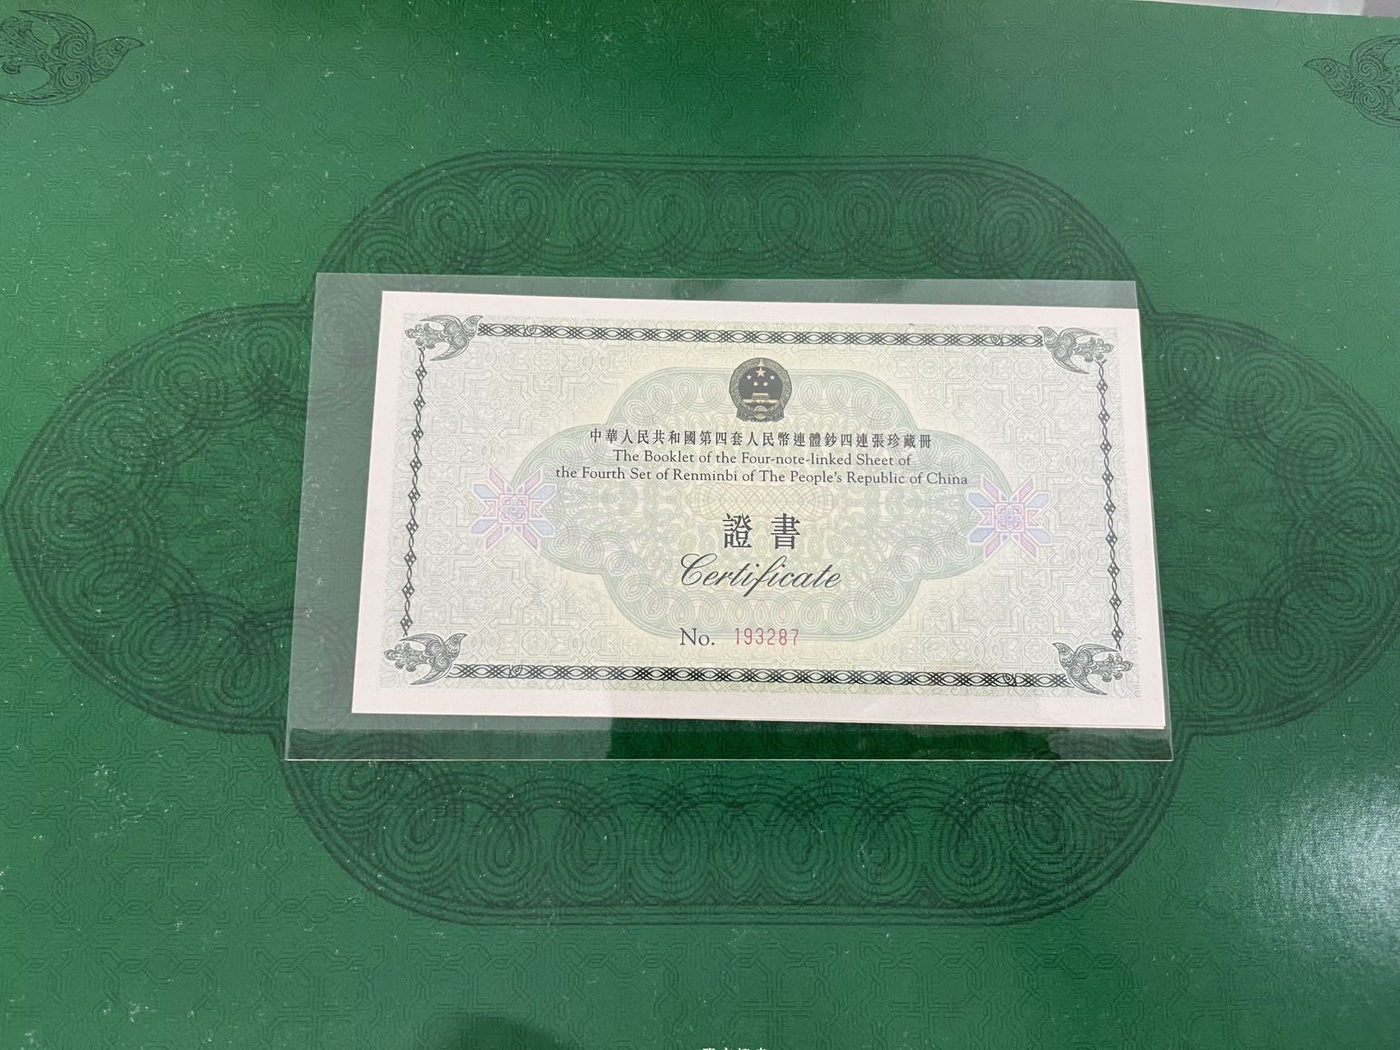 中華人民共和國第四套人民幣連體鈔四連張珍藏冊
The Booklet of the Four-note-linked Sheet of
the Fourth Set of Renminbi of The People's Republic of China
證書
Certificate
No. 193287